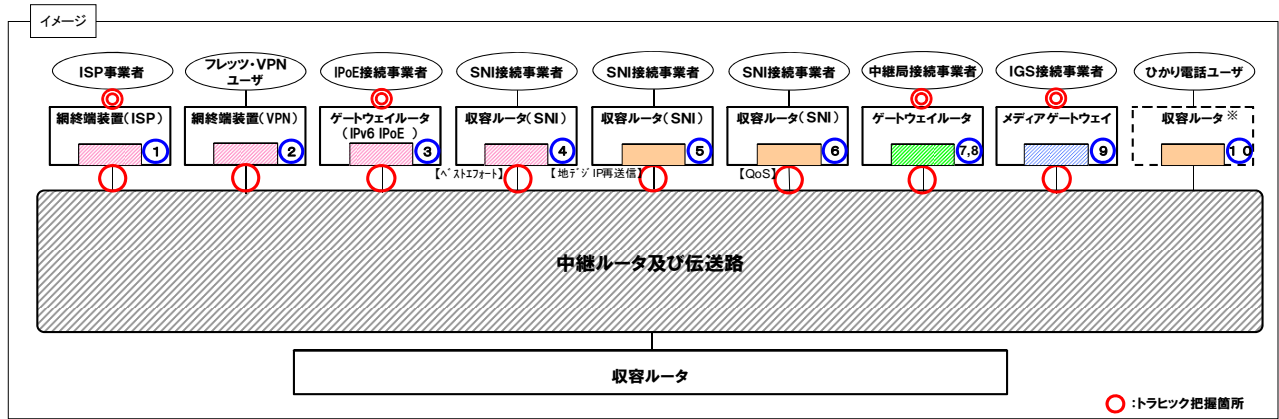 イメージ
ISP事業者
フレッツ・VPN
ユーザ
IPoE接続事業者
SNI接続事業者
SNI接続事業者
SNI接続事業者
中継局接続事業者
IGS接続事業者
ひかり電話ユーザ
網終端装置(ISP)
網終端装置(VPN)
ゲートウェイルータ
(IPv6 IPoE )
収容ルータ(SNI)
収容ルータ(SNI)
収容ルータ(SNI)
ゲートウェイルータ
メディアゲートウェイ
収容ルータ※
1
2
3
4
5
6
7,8
9
10
【ベストエフォート】
【地デジIP再送信】
【QoS】
中継ルータ及び伝送路
収容ルータ
:トラヒック把握箇所